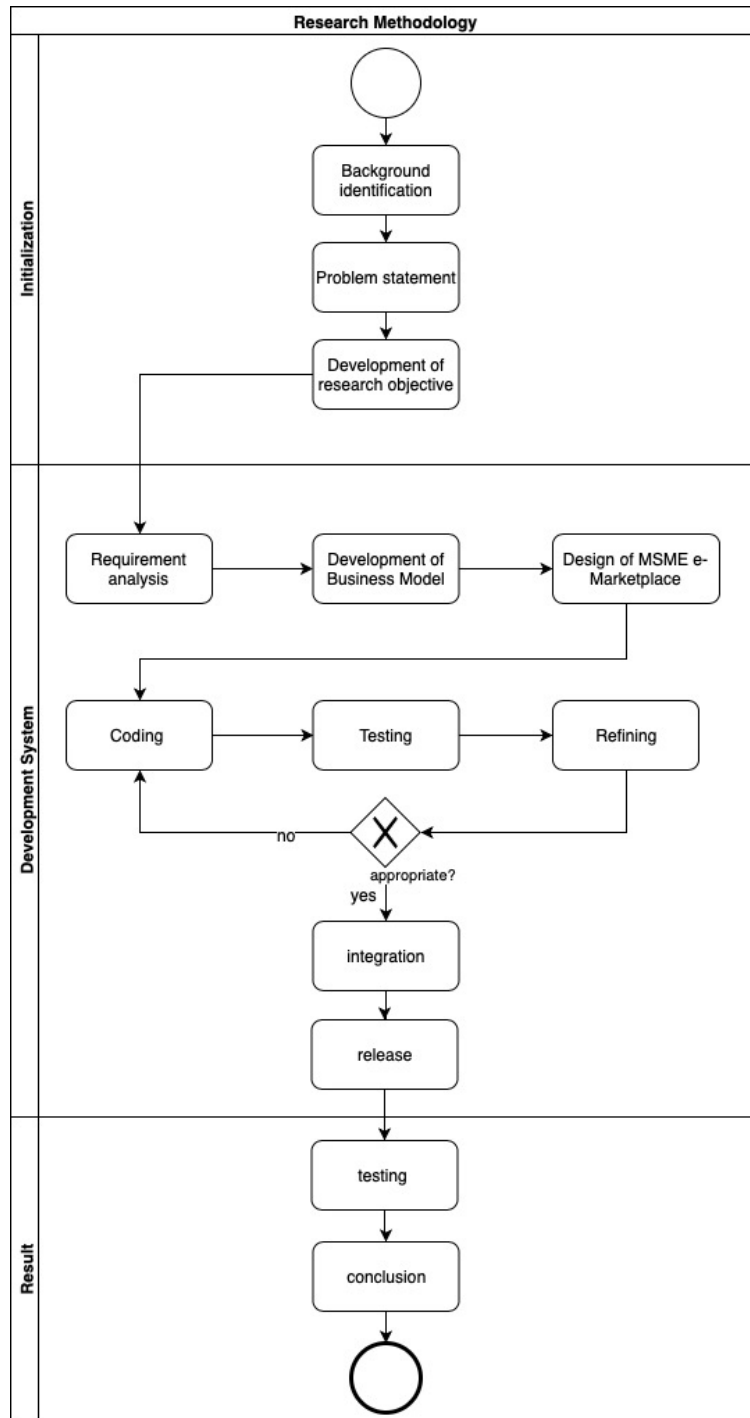 Research Methodology
Initialization
Background
identification
Problem statement
Development of
research objective
Development System
Requirement
analysis
Development of
Business Model
Design of MSME e-
Marketplace
Coding
Testing
Refining
no
appropriate?
yes
integration
release
Result
testing
conclusion